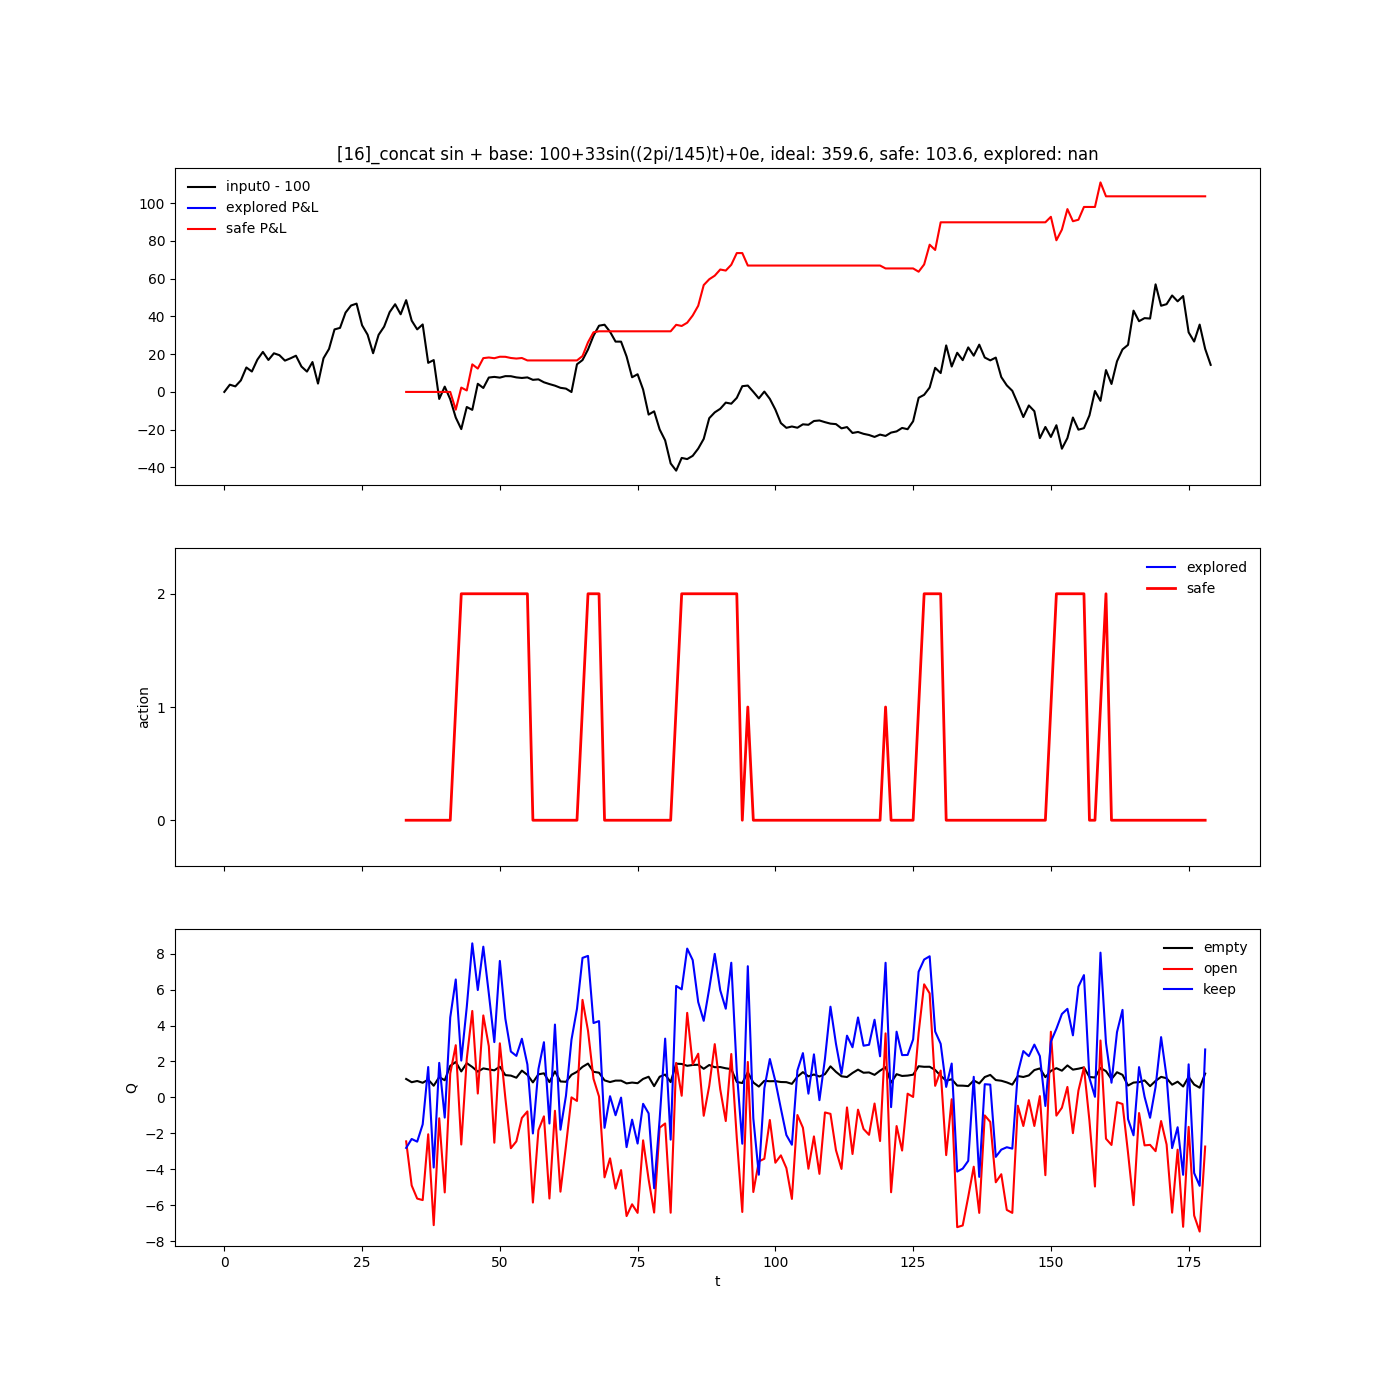 [16]_concat sin + base: 100+33sin((2pi/145)t)+0e, ideal: 359.6, safe: 103.6, explored: nan
input0 - 100
explored P&L
safe P&L
100
80
60
40
20
0
−20
−40
explored
safe
2
1
0
action
empty
open
keep
8
6
4
2
0
−2
−4
−6
−8
Q
0 25 50 75 100 125 150 175
t